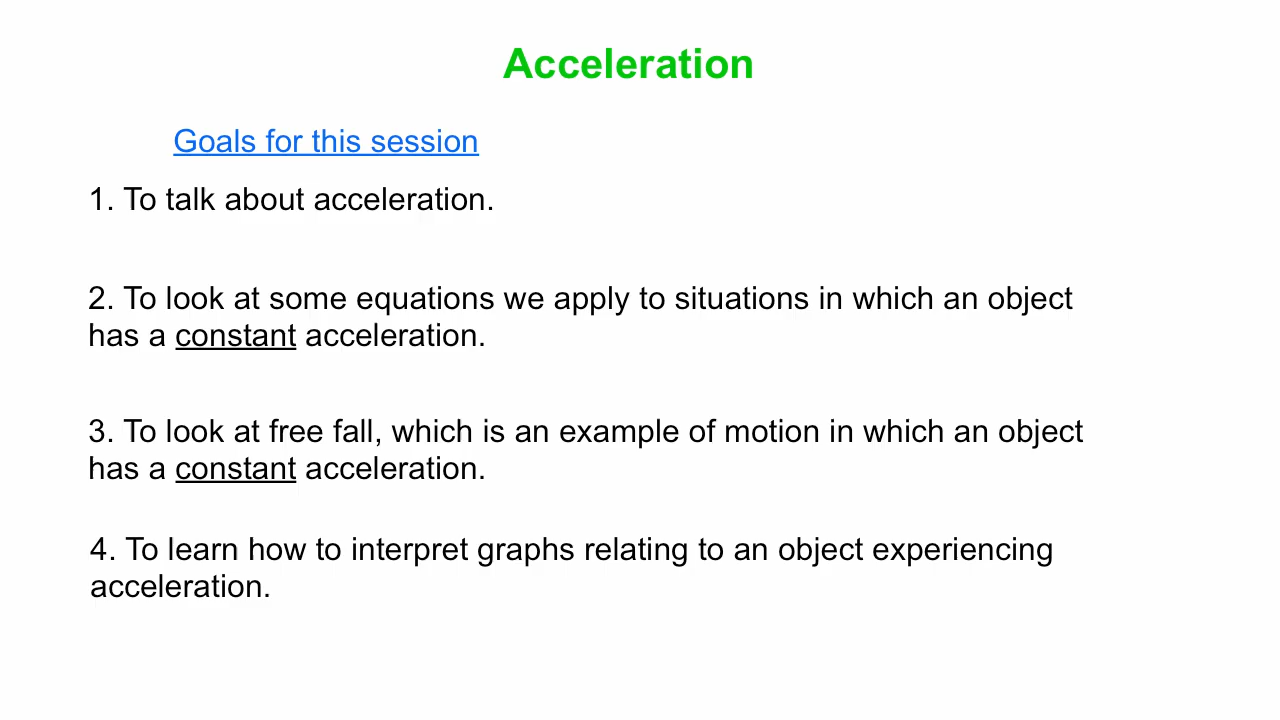 Acceleration
Goals for this session
1. To talk about acceleration.
2. To look at some equations we apply to situations in which an object
has a constant acceleration.
3. To look at free fall, which is an example of motion in which an object
has a constant acceleration.
4. To learn how to interpret graphs relating to an object experiencing
acceleration.